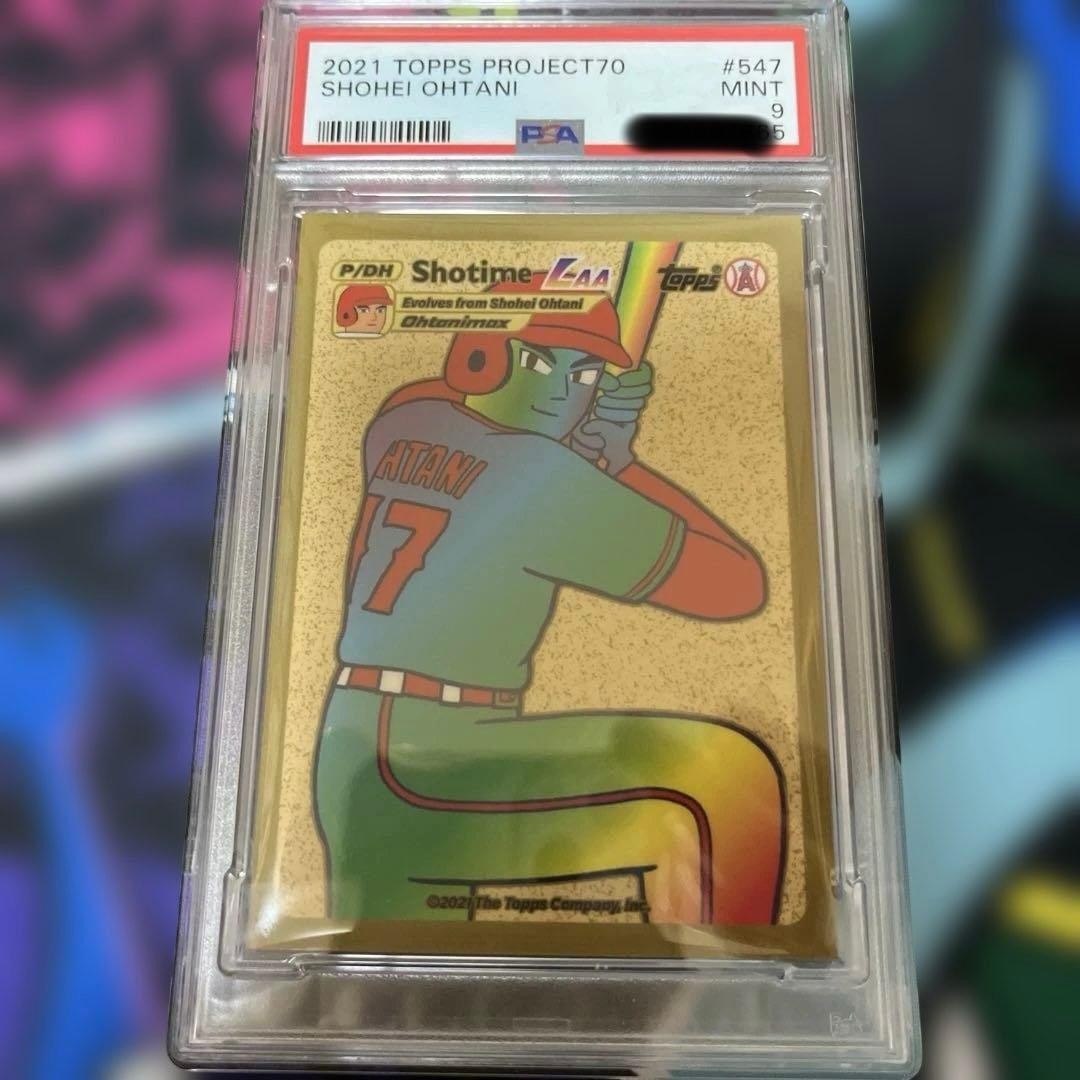 2021 TOPPS PROJECT70 #547
SHOHEI OHTANI MINT
9
PSA 65
P/DH Shotime LAA topps A
Evolves from Shohei Ohtani
Ohtanimax
HTANI
17
©2021 The Topps Company, Inc.